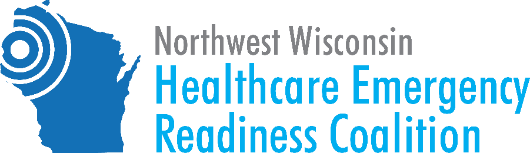 Northwest Wisconsin
Healthcare Emergency
Readiness Coalition